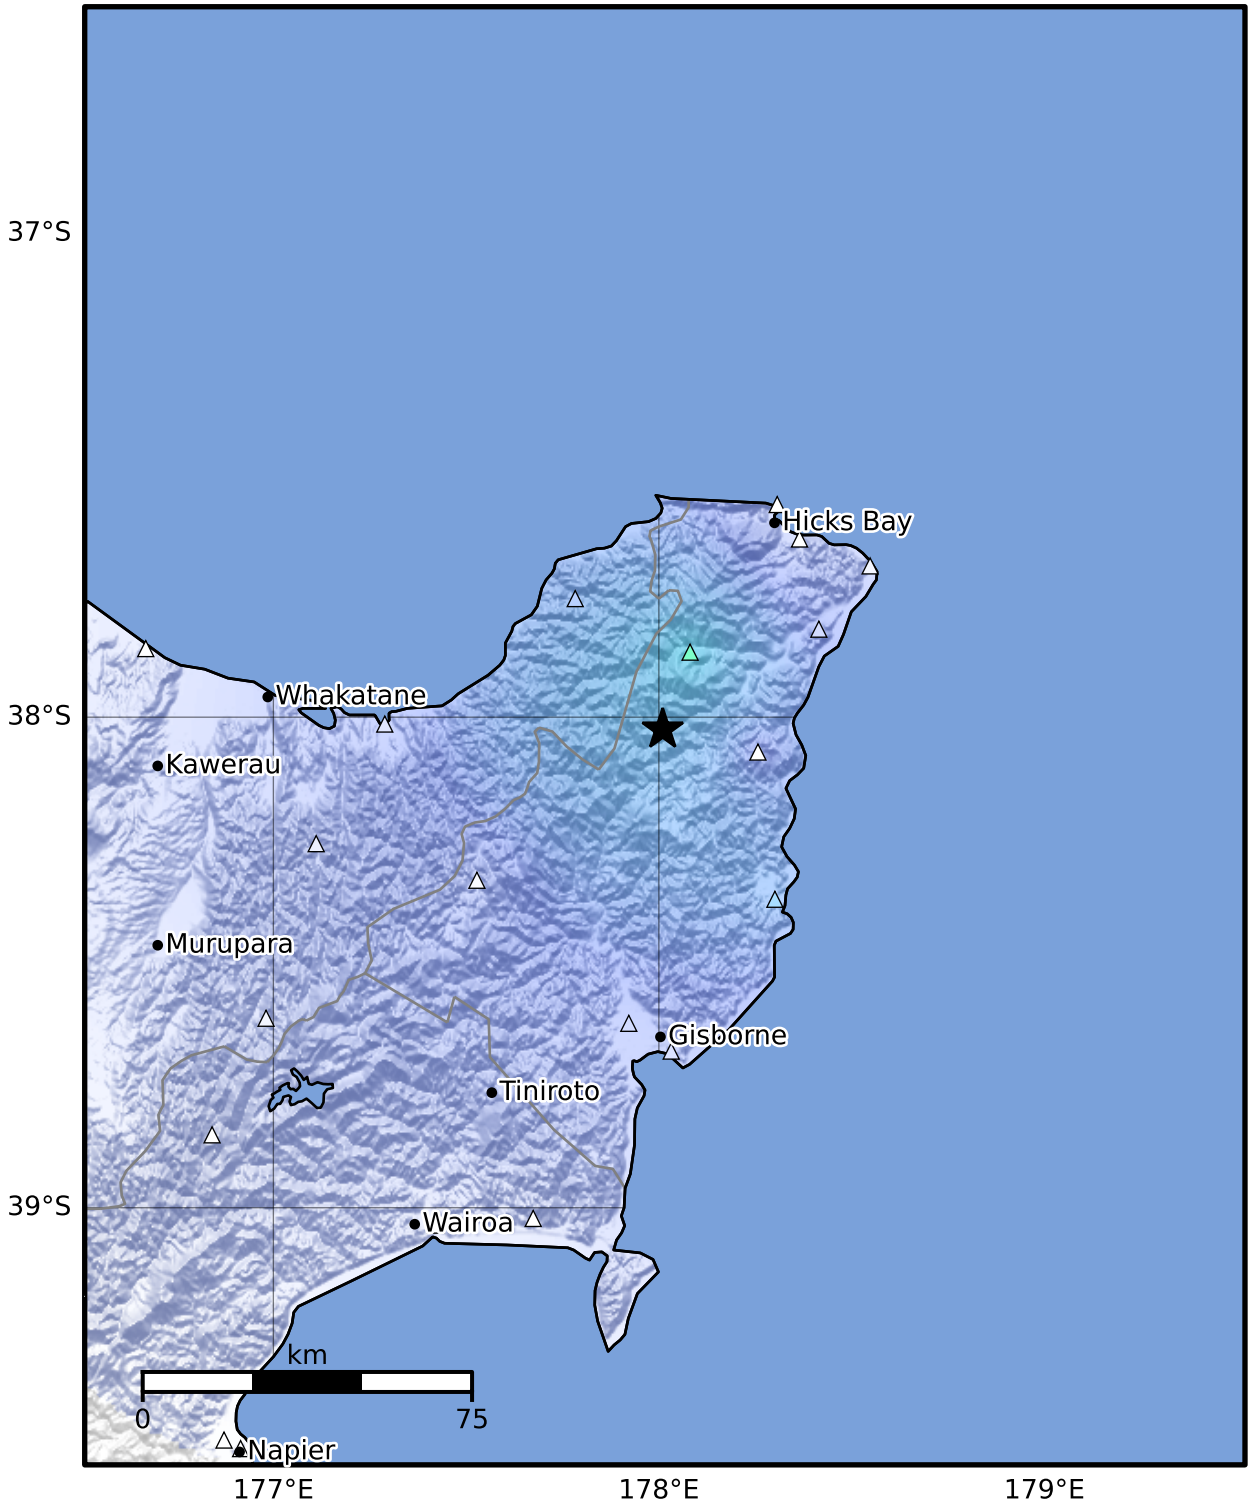 37°S
Hicks Bay
Whakatane
38°S
Kawerau
Murupara
Gisborne
Tiniroto
39°S
Wairoa
km
0 75
Napier
177°E 178°E 179°E